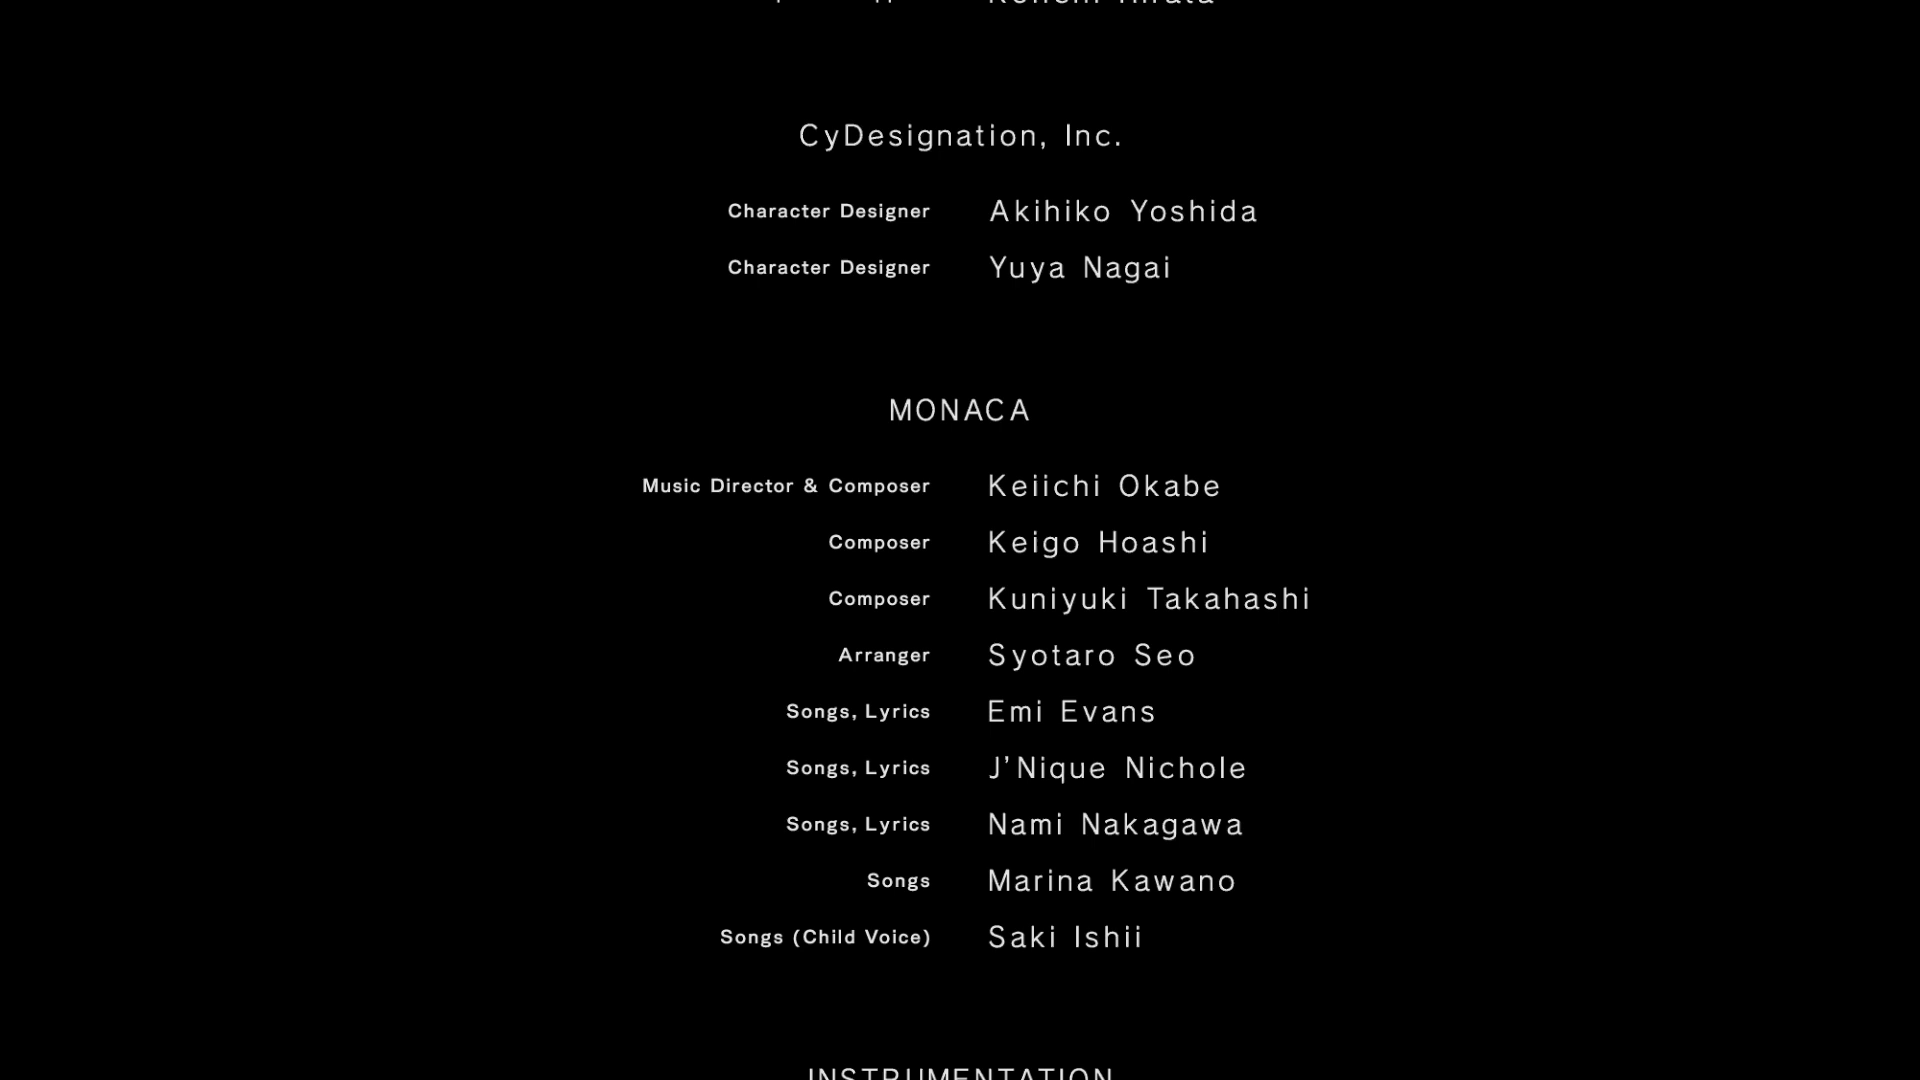 CyDesignation, Inc.
Character Designer Akihiko Yoshida
Character Designer Yuya Nagai
MONACA
Music Director & Composer Keiichi Okabe
Composer Keigo Hoashi
Composer Kuniyuki Takahashi
Arranger Syotaro Seo
Songs, Lyrics Emi Evans
Songs, Lyrics J’Nique Nichole
Songs, Lyrics Nami Nakagawa
Songs Marina Kawano
Songs (Child Voice) Saki Ishii
INSTRUMENTATION